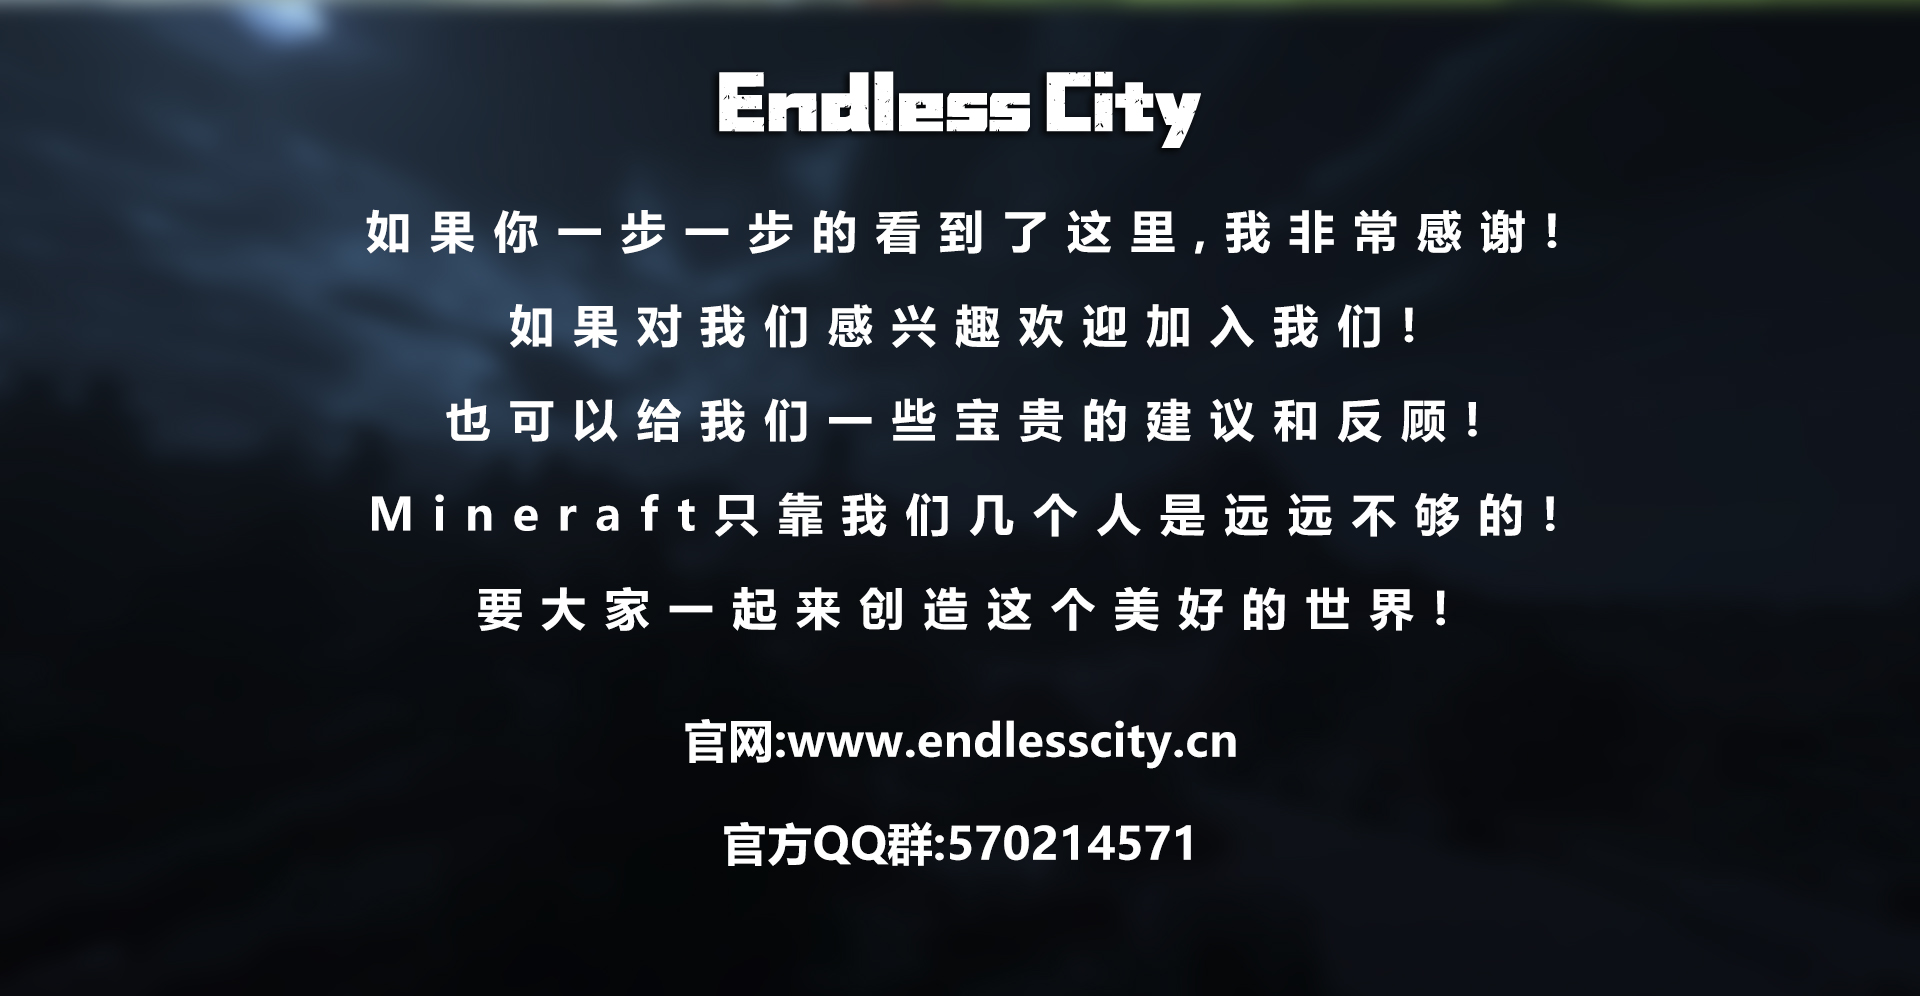 Endless City
如果你一步一步的看到了这里,我非常感谢!
如果对我们感兴趣欢迎加入我们!
也可以给我们一些宝贵的建议和反顾!
Mineraft只靠我们几个人是远远不够的!
要大家一起来创造这个美好的世界!
官网:www.endlesscity.cn
官方QQ群:570214571